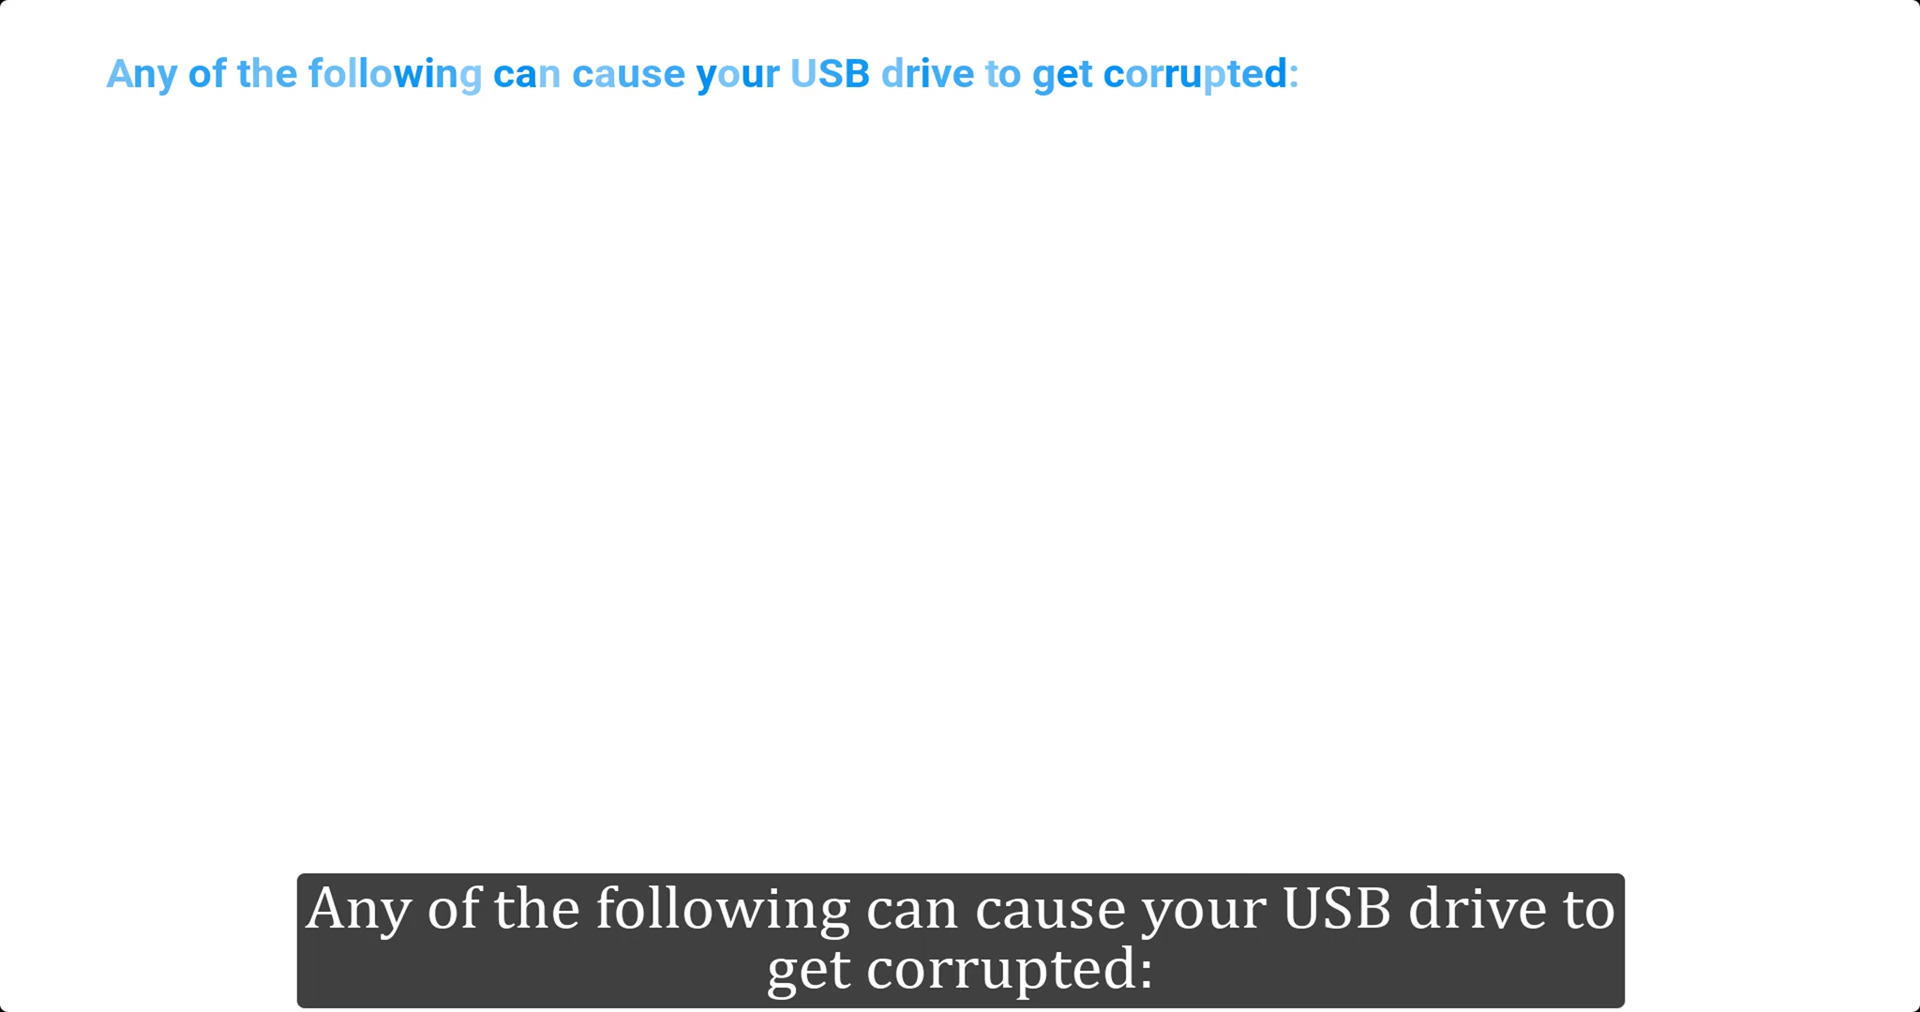 Any of the following can cause your USB drive to get corrupted:
Any of the following can cause your USB drive to
get corrupted: